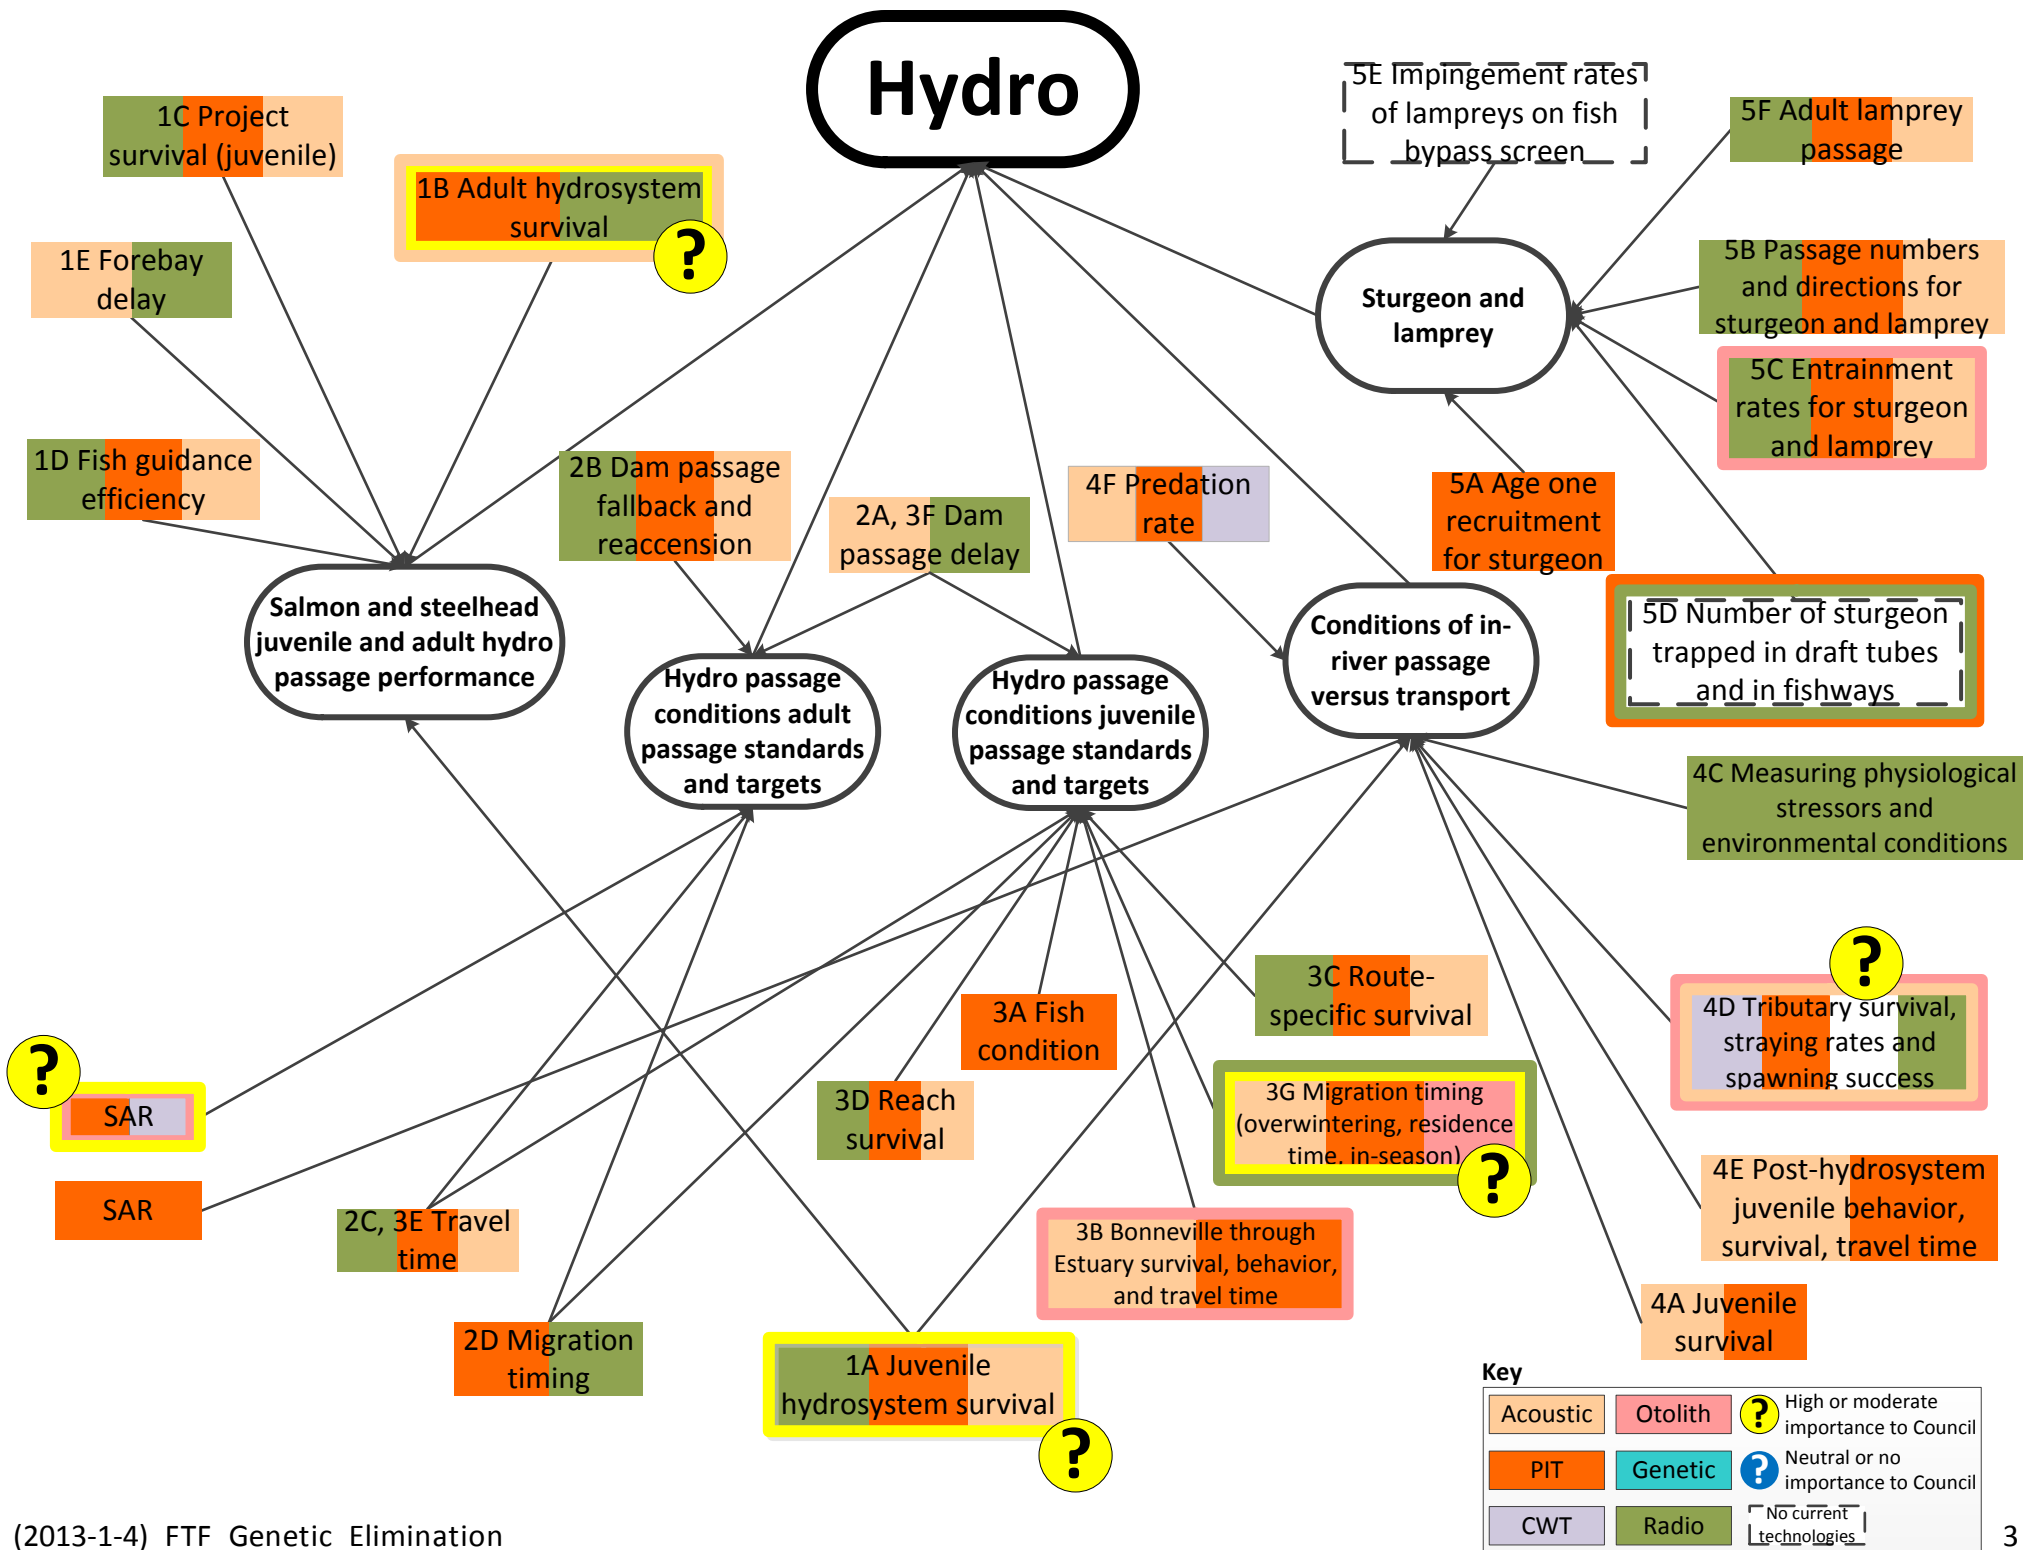 Hydro
1C Project
survival (juvenile)
1B Adult hydrosystem
survival
?
1E Forebay
delay
1D Fish guidance
efficiency
5E Impingement rates
of lampreys on fish
bypass screen
5F Adult lamprey
passage
5B Passage numbers
and directions for
sturgeon and lamprey
Sturgeon and
lamprey
5C Entrainment
rates for sturgeon
and lamprey
2B Dam passage
fallback and
reaccension
2A, 3F Dam
passage delay
4F Predation
rate
5A Age one
recruitment
for sturgeon
5D Number of sturgeon
trapped in draft tubes
and in fishways
Salmon and steelhead
juvenile and adult hydro
passage performance
Hydro passage
conditions adult
passage standards
and targets
Hydro passage
conditions juvenile
passage standards
and targets
Conditions of in-
river passage
versus transport
4C Measuring physiological
stressors and
environmental conditions
?
SAR
SAR
2C, 3E Travel
time
2D Migration
timing
3D Reach
survival
3A Fish
condition
3C Route-
specific survival
3G Migration timing
(overwintering, residence
time, in-season)
?
3B Bonneville through
Estuary survival, behavior,
and travel time
1A Juvenile
hydrosystem survival
?
?
4D Tributary survival,
straying rates and
spawning success
4E Post-hydrosystem
juvenile behavior,
survival, travel time
4A Juvenile
survival
Key
Acoustic
Otolith
?
High or moderate
importance to Council
PIT
Genetic
?
Neutral or no
importance to Council
CWT
Radio
No current
technologies
(2013-1-4) FTF Genetic Elimination
3